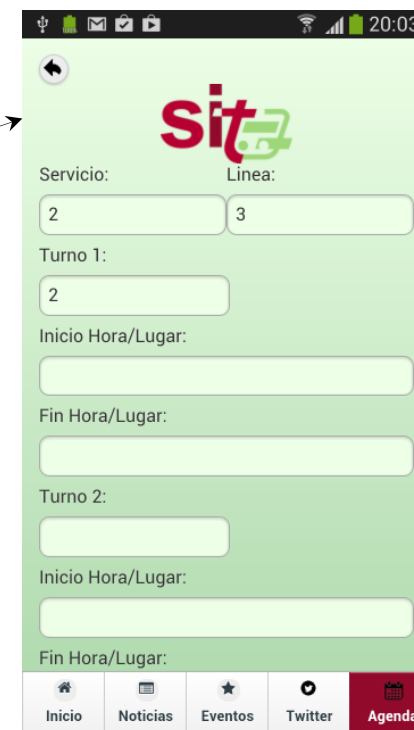 20:03
sit
Servicio: Linea:
2 3
Turno 1:
2
Inicio Hora/Lugar:
Fin Hora/Lugar:
Turno 2:
Inicio Hora/Lugar:
Fin Hora/Lugar:
Inicio Noticias Eventos Twitter Agenda